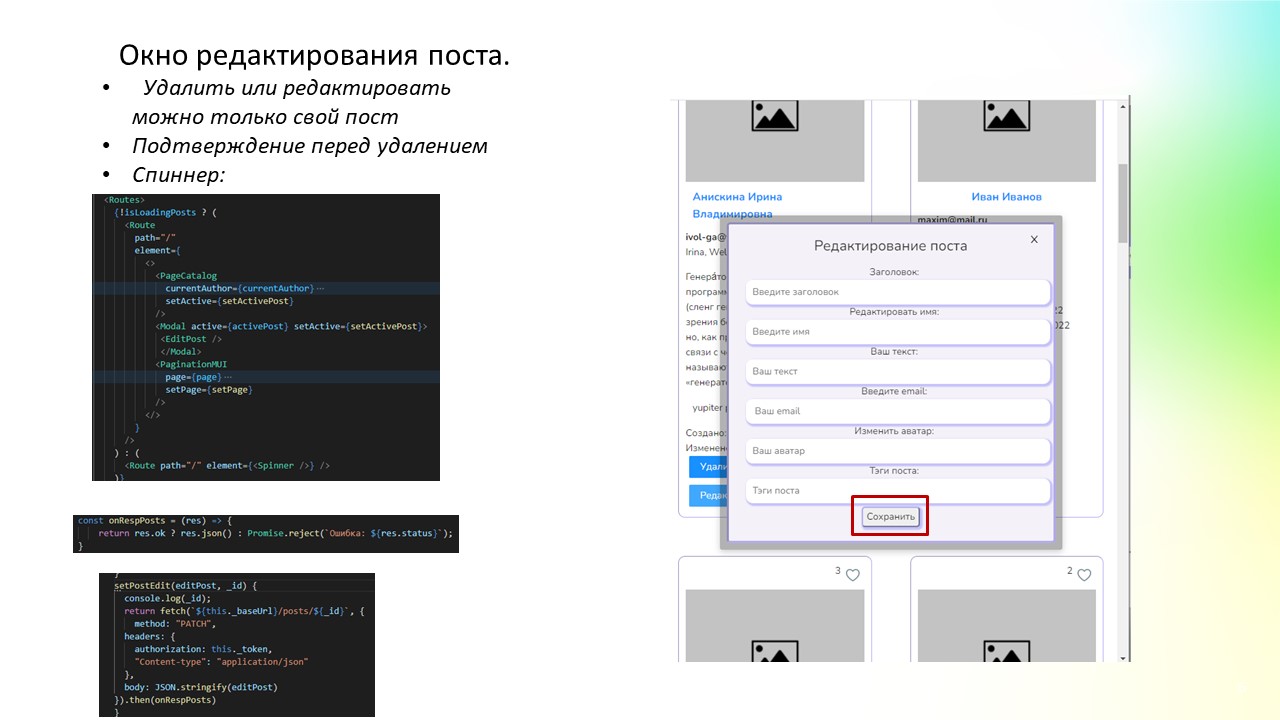 Окно редактирования поста.
• Удалить или редактировать
можно только свой пост
• Подтверждение перед удалением
• Спиннер:
<Routes>
{!isLoadingPosts ? (
<Route
path="/"
element={
<>
<PageCatalog
currentAuthor={currentAuthor} ···
setActive={setActivePost}
/>
<Modal active={activePost} setActive={setActivePost}>
<EditPost />
</Modal>
<PaginationMUI
page={page} ···
setPage={setPage}
/>
</>
}
/>
) : (
<Route path="/" element={<Spinner />} />
)}
const onRespPosts = (res) => {
return res.ok ? res.json() : Promise.reject(`Ошибка: ${res.status}`);
}
}
setPostEdit(editPost, _id) {
console.log(_id);
return fetch(`${this._baseUrl}/posts/${_id}`, {
method: "PATCH",
headers: {
authorization: this._token,
"Content-type": "application/json"
},
body: JSON.stringify(editPost)
}).then(onRespPosts)
}
Анискина Ирина
Владимировна
ivol-ga@
Irina, Wel
Генера́то
програм
(сленг ге
зрения б
но, как п
связи с ч
называю
«генерат
yupiter
Создано:
Изменен
Удали
Редак
Иван Иванов
maxim@mail.ru
22
022
Редактирование поста
X
Заголовок:
Введите заголовок
Редактировать имя:
Введите имя
Ваш текст:
Ваш текст
Введите email:
Ваш email
Изменить аватар:
Ваш аватар
Тэги поста:
Тэги поста
Сохранить
3
2